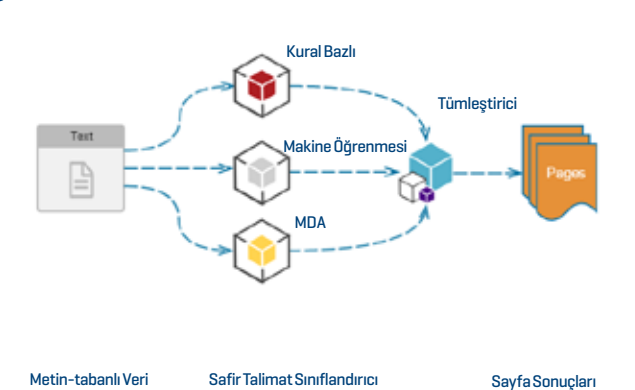 Kural Bazlı
Tümleştirici
Text
Makine Öğrenmesi
Pages
MDA
Metin-tabanlı Veri
Safir Talimat Sınıflandırıcı
Sayfa Sonuçları